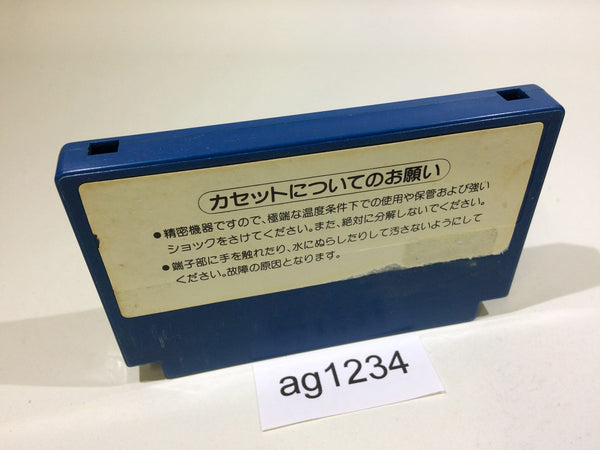 カセットについてのお願い
●精密機器ですので、極端な温度条件下での使用や保管および強い
ショックをさけてください。また、絶対に分解しないでください。
●端子部に手を触れたり、水にぬらしたりして汚さないようにして
ください。故障の原因となります。
ag1234